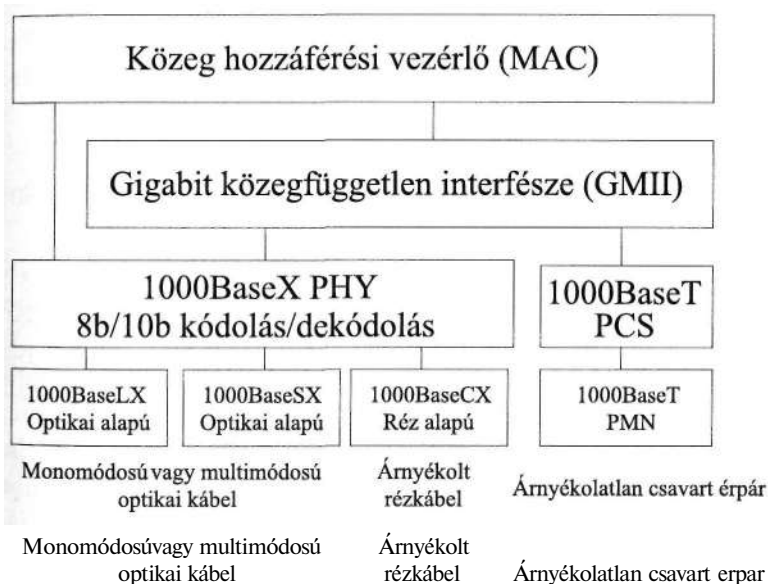 Közeg hozzáférési vezérlő (MAC)
Gigabit közegfüggetlen interfésze (GMII)
1000BaseX PHY
8b/10b kódolás/dekódolás
1000BaseT
PCS
1000BaseLX
Optikai alapú
1000BaseSX
Optikai alapú
1000BaseCX
Réz alapú
1000BaseT
PMN
Monomódosú vagy multimódosú
optikai kábel
Árnyékolt
rézkábel
Árnyékolatlan csavart érpár
Monomódosúvagy multimódosú
optikai kábel
Árnyékolt
rézkábel
Árnyékolatlan csavart erpar